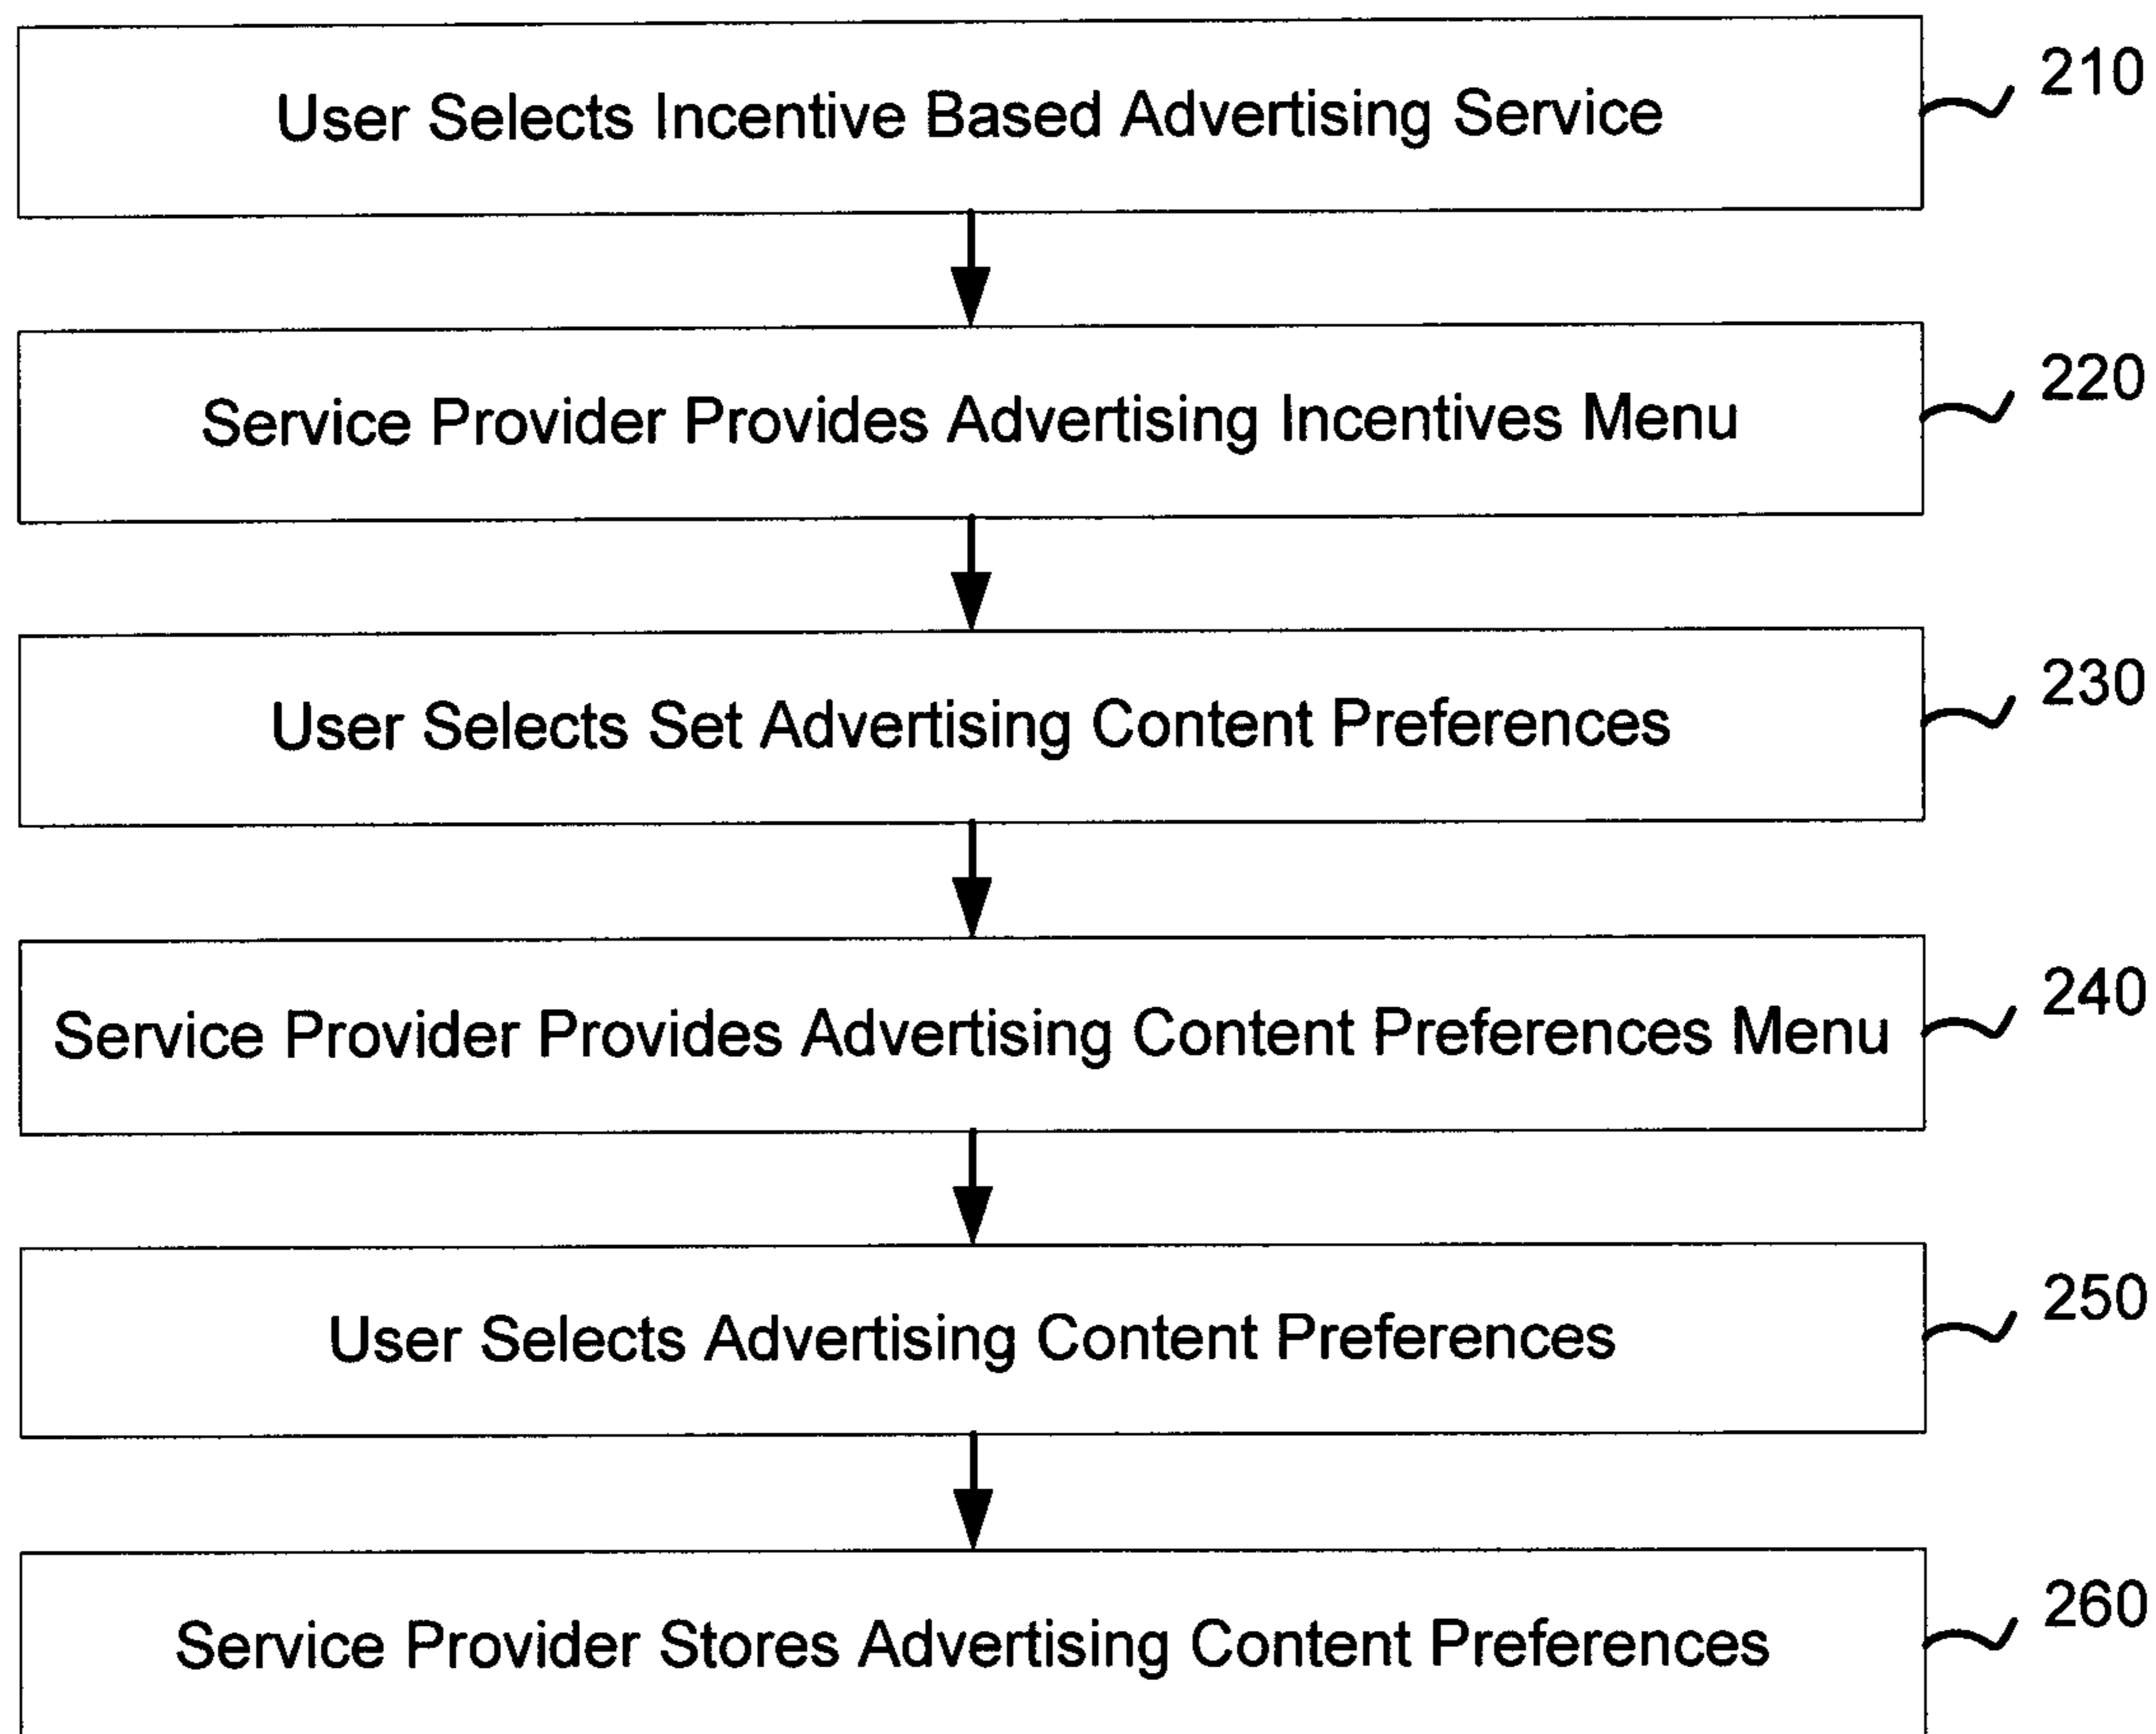 User Selects Incentive Based Advertising Service
210
Service Provider Provides Advertising Incentives Menu
220
User Selects Set Advertising Content Preferences
230
Service Provider Provides Advertising Content Preferences Menu
240
User Selects Advertising Content Preferences
250
Service Provider Stores Advertising Content Preferences
260